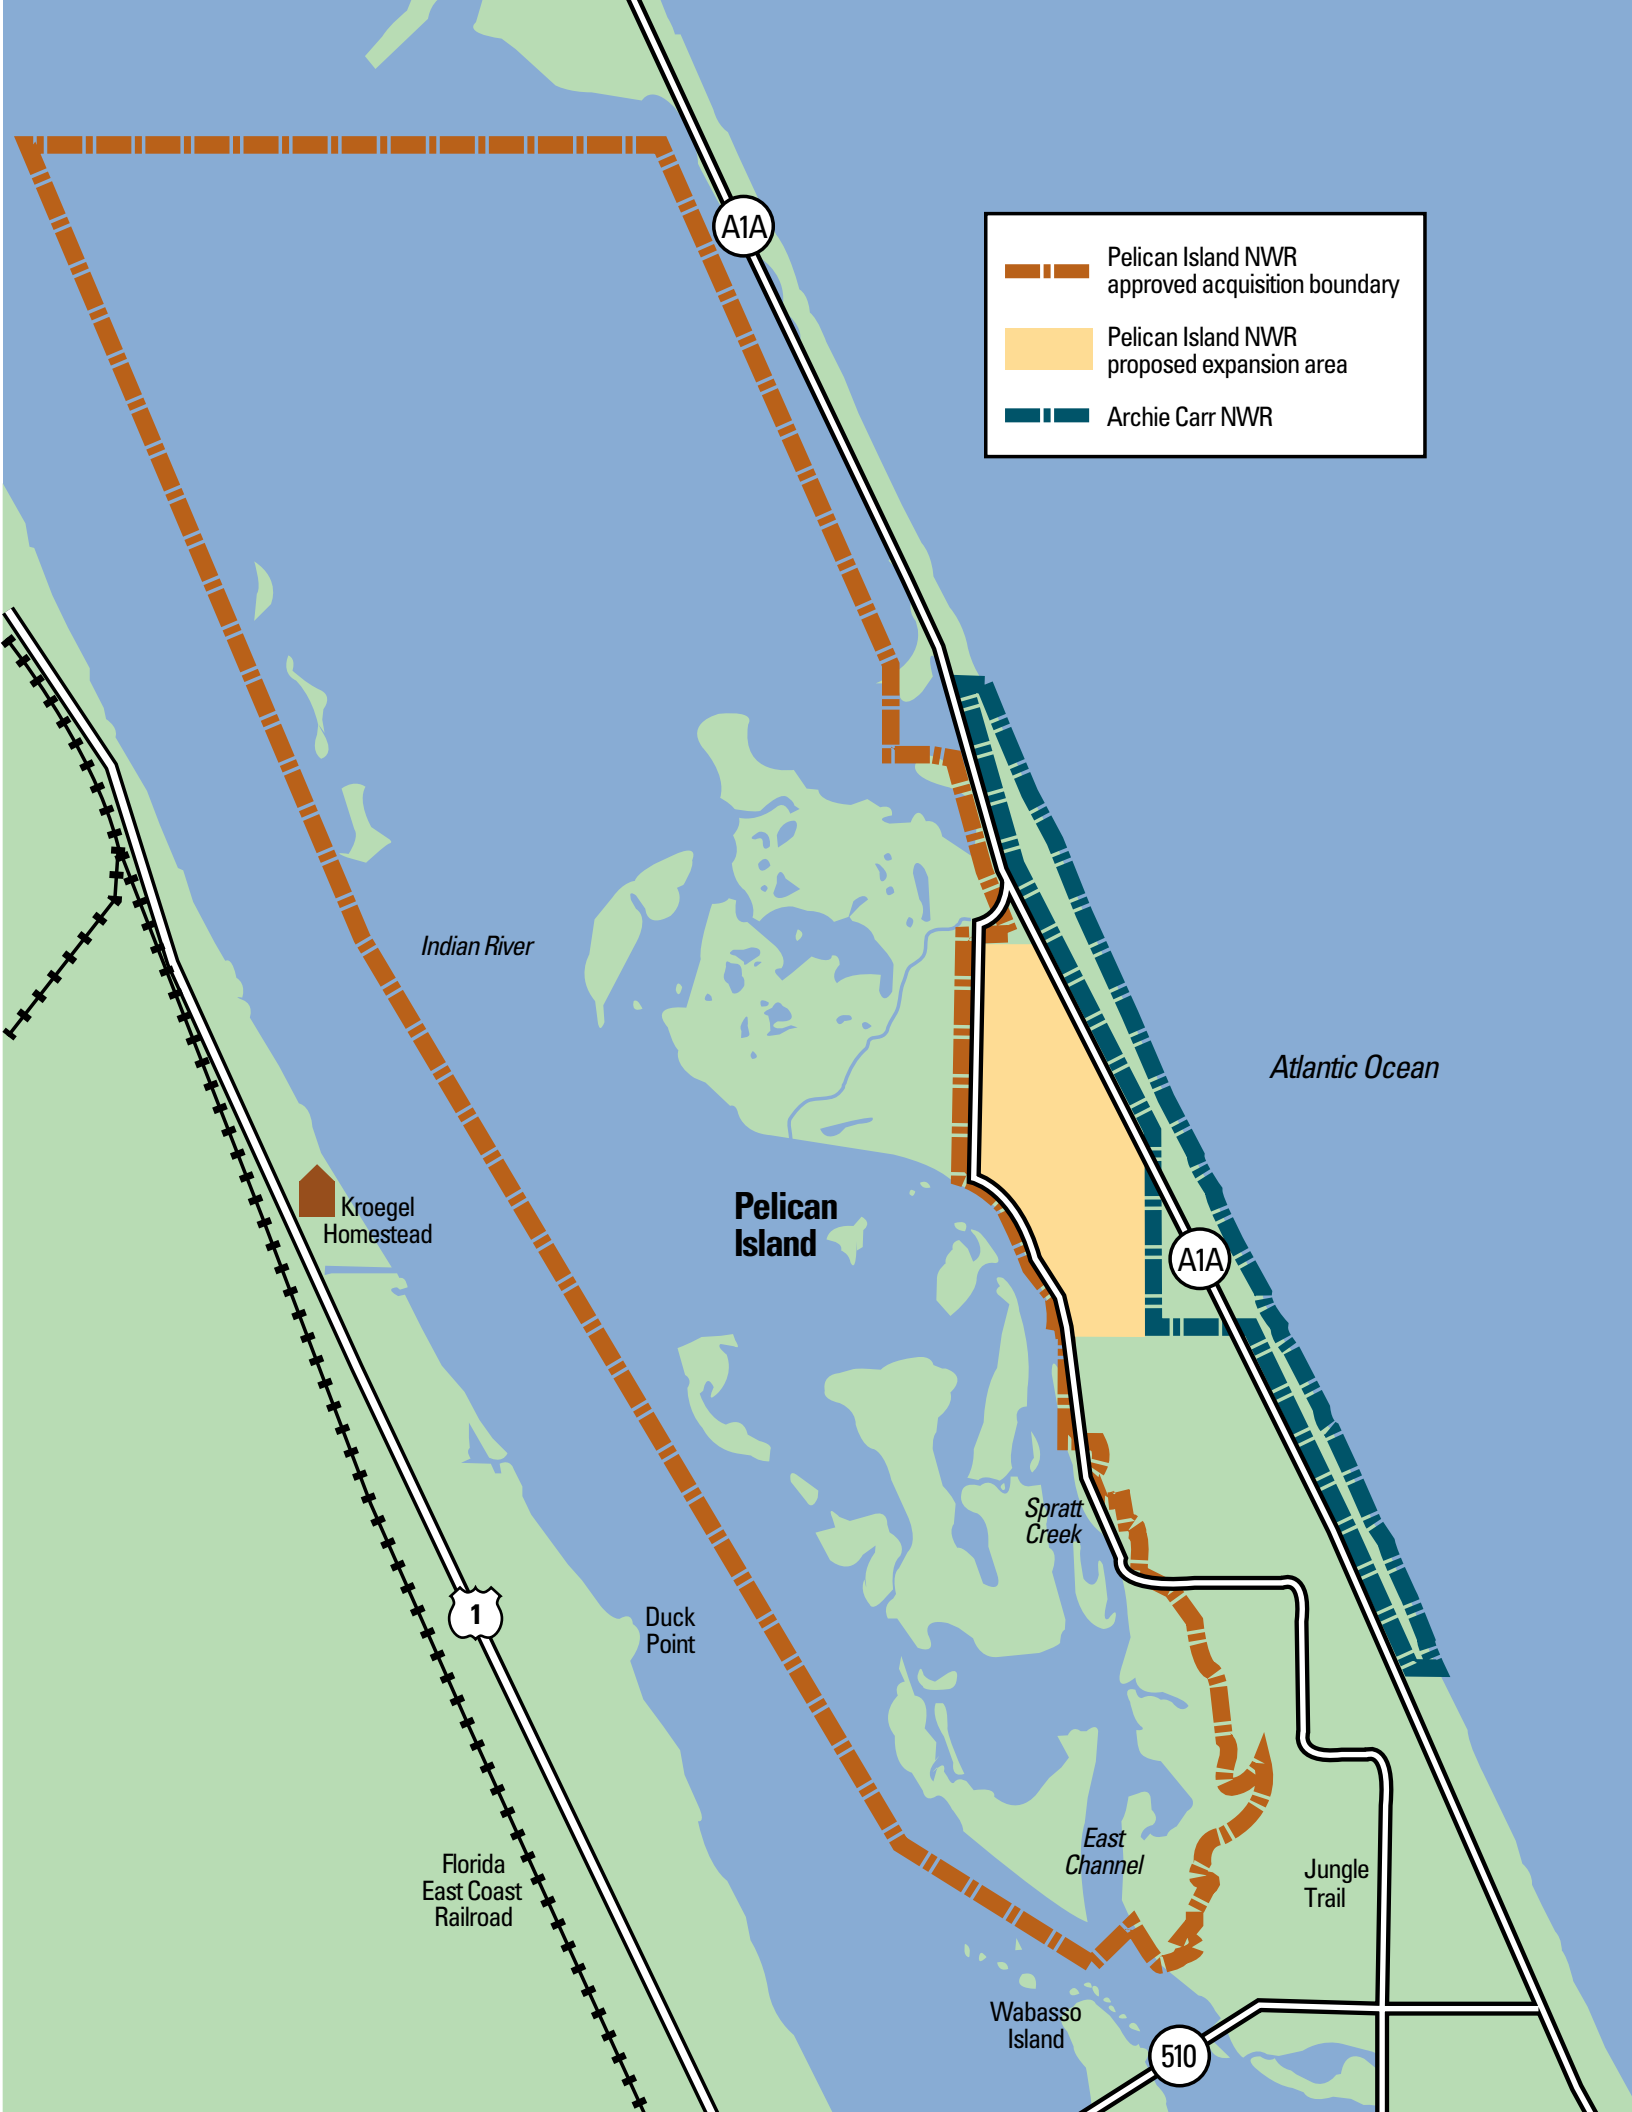 A1A
Pelican Island NWR
approved acquisition boundary
Pelican Island NWR
proposed expansion area
Archie Carr NWR
Indian River
Atlantic Ocean
Kroegel
Homestead
Pelican
Island
A1A
Spratt
Creek
1
Duck
Point
East
Channel
Florida
East Coast
Railroad
Jungle
Trail
Wabasso
Island
510